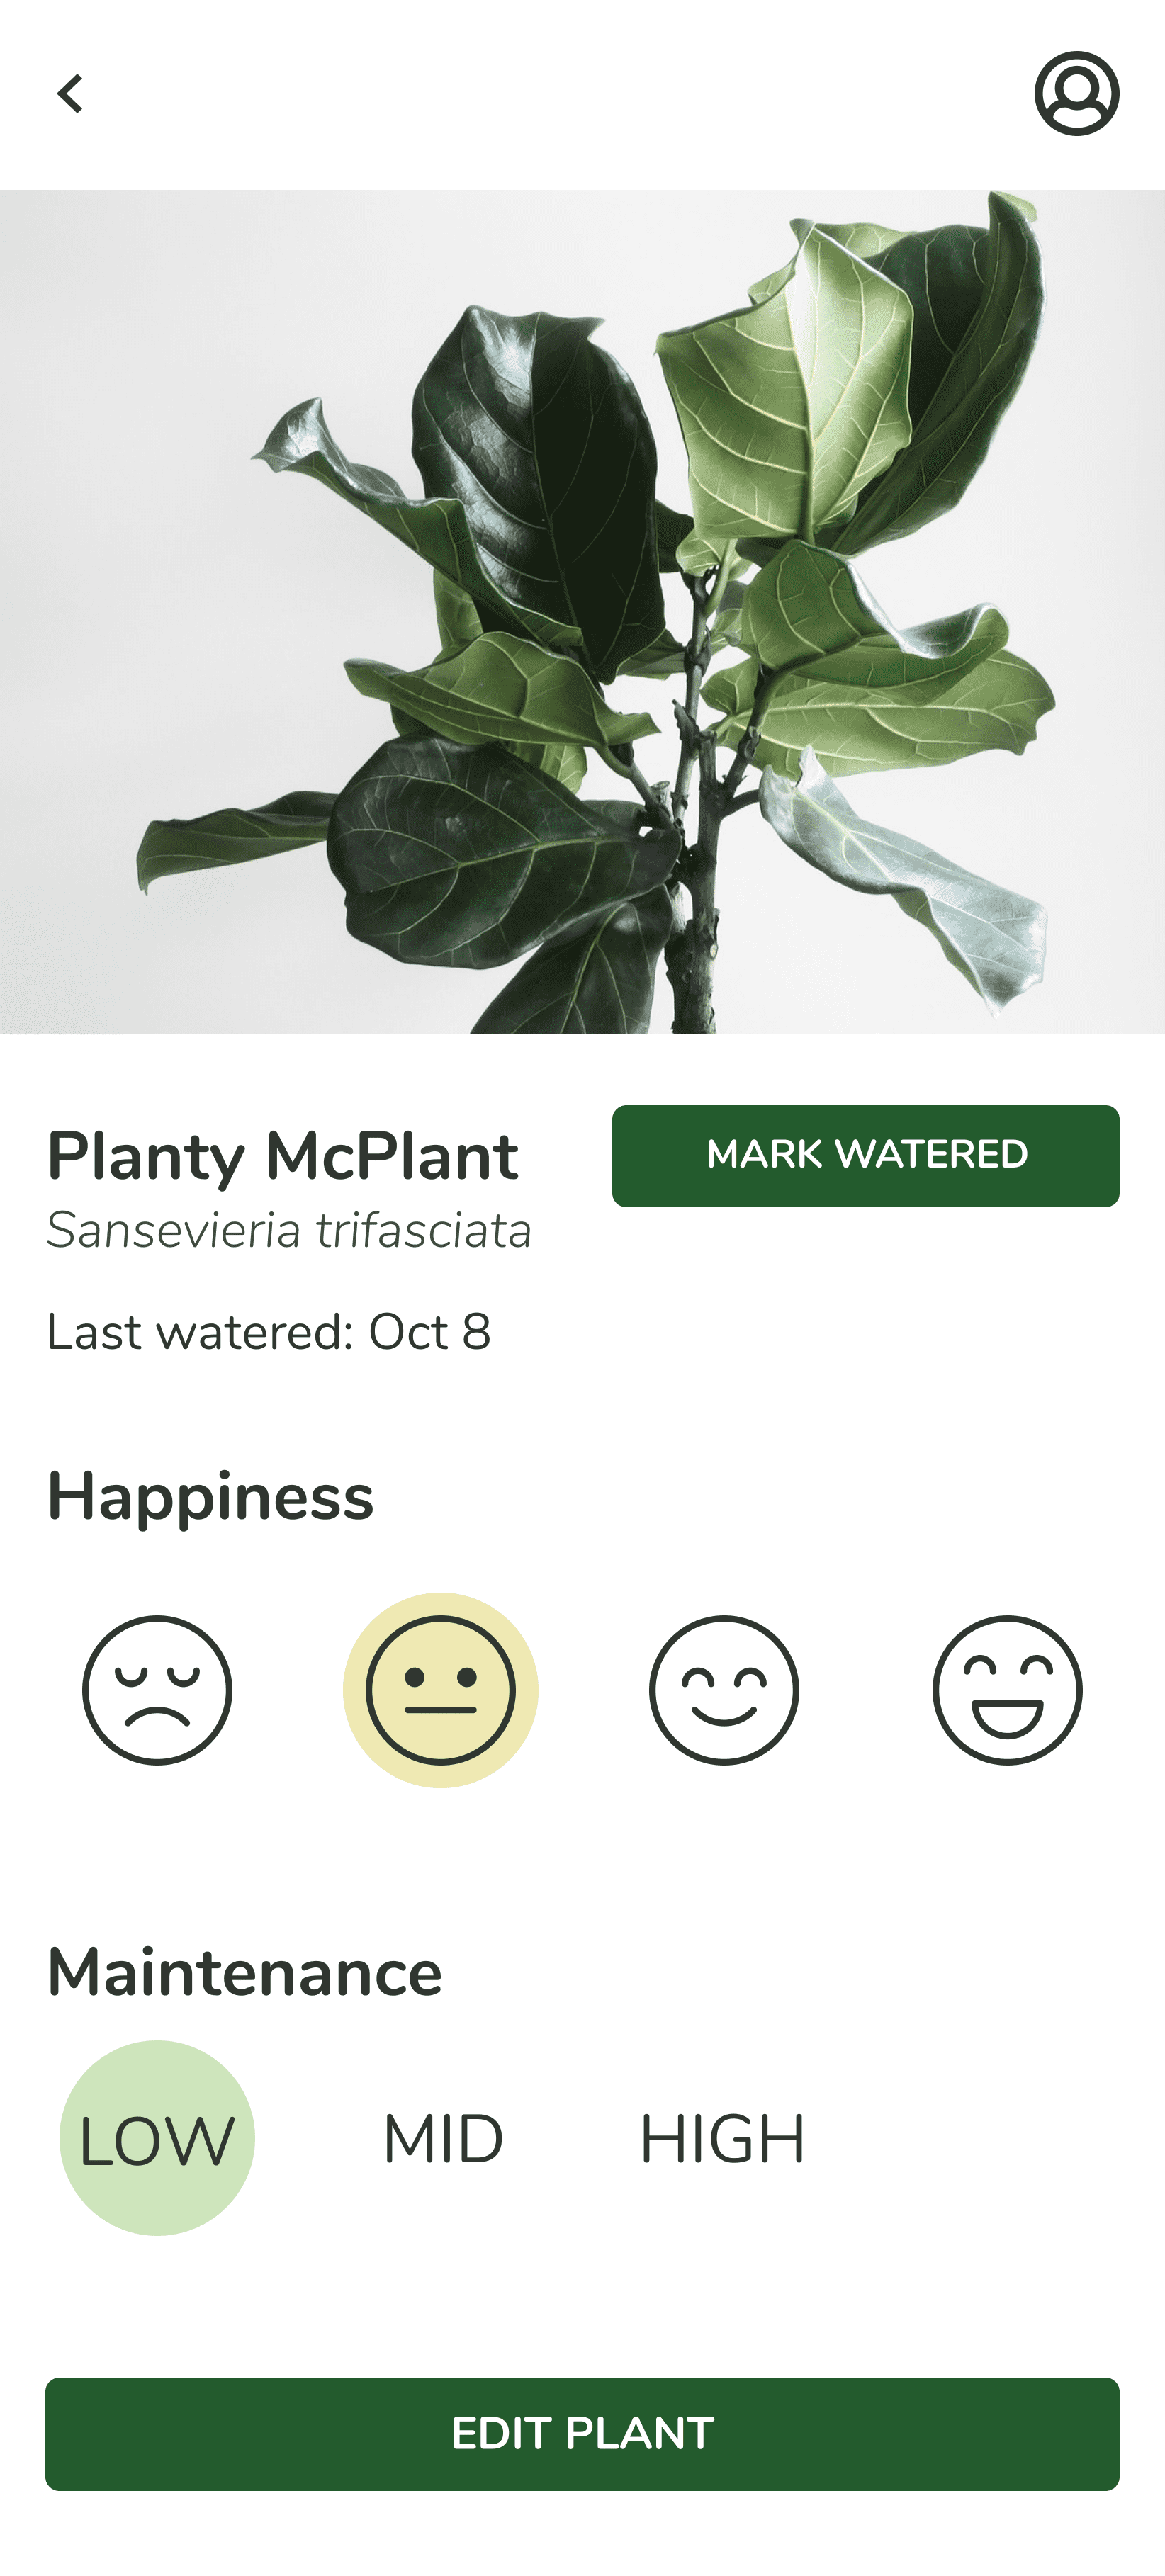 Planty McPlant
MARK WATERED
Sansevieria trifasciata
Last watered: Oct 8
Happiness
Maintenance
LOW MID HIGH
EDIT PLANT